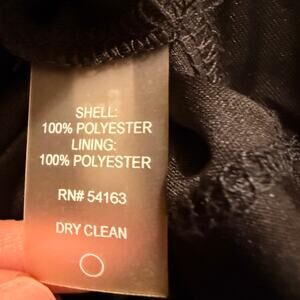 SHELL:
100% POLYESTER
LINING:
100% POLYESTER
RN# 54163
DRY CLEAN